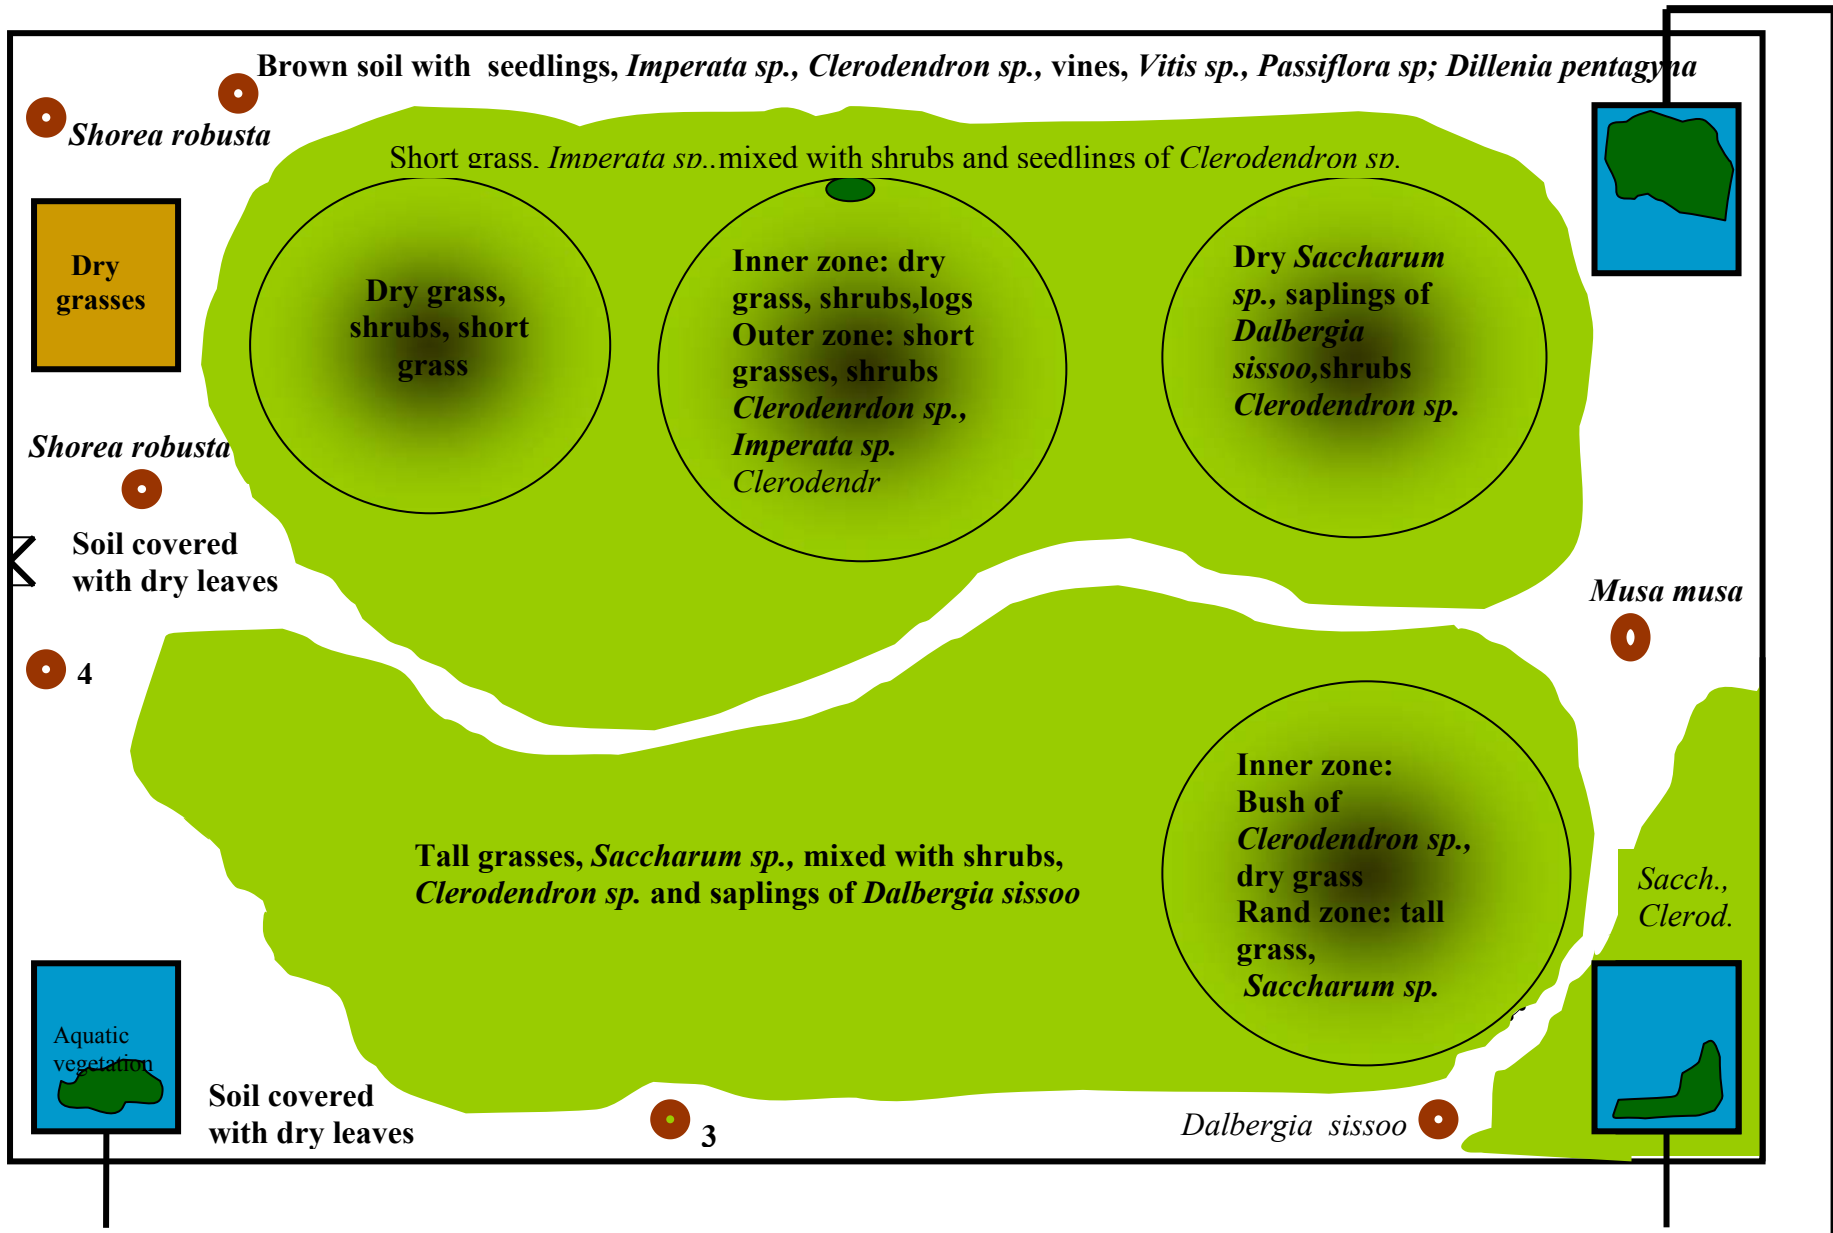 Brown soil with seedlings, Imperata sp., Clerodendron sp., vines, Vitis sp., Passiflora sp; Dillenia pentagyna
Shorea robusta
Short grass, Imperata sp.,mixed with shrubs and seedlings of Clerodendron sp.
Dry
grasses
Dry grass,
shrubs, short
grass
Inner zone: dry
grass, shrubs,logs
Outer zone: short
grasses, shrubs
Clerodenrdon sp.,
Imperata sp.
Clerodendr
Dry Saccharum
sp., saplings of
Dalbergia
sissoo,shrubs
Clerodendron sp.
Shorea robusta
Soil covered
with dry leaves
Musa musa
4
Inner zone:
Bush of
Clerodendron sp.,
dry grass
Rand zone: tall
grass,
Saccharum sp.
Tall grasses, Saccharum sp., mixed with shrubs,
Clerodendron sp. and saplings of Dalbergia sissoo
Sacch.,
Clerod.
Aquatic
vegetation
Soil covered
with dry leaves
3
Dalbergia sissoo